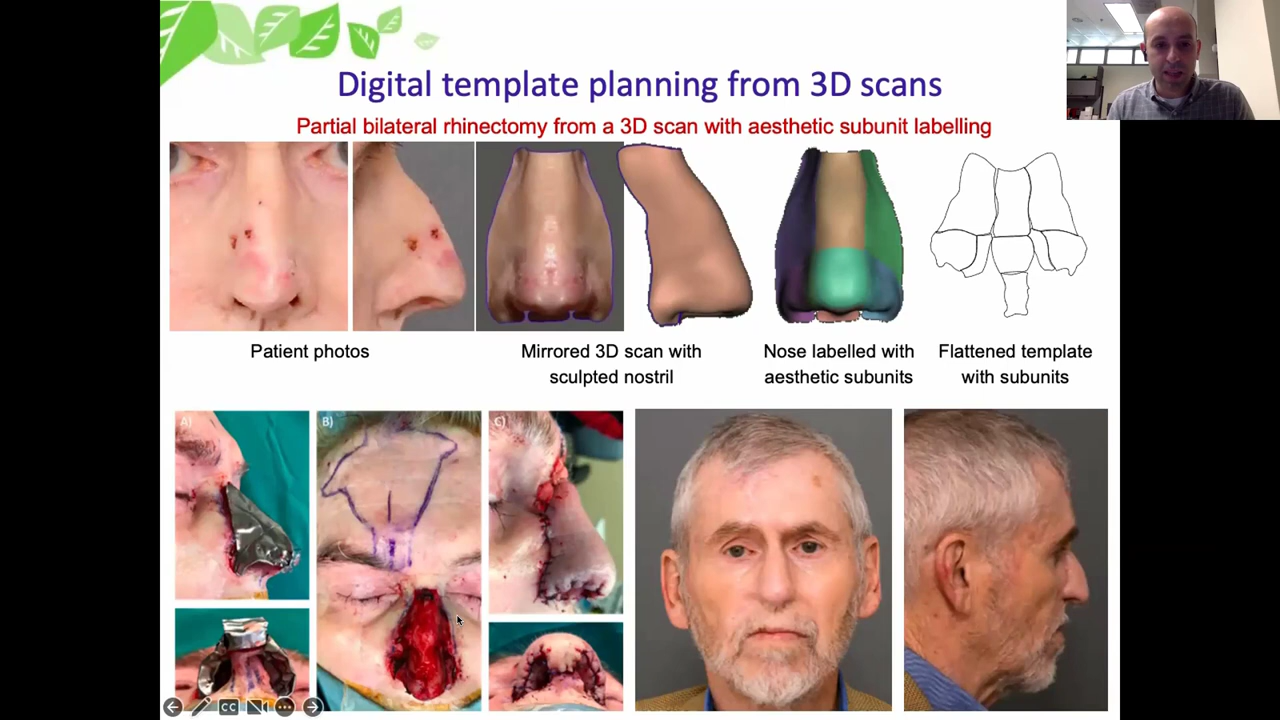 Digital template planning from 3D scans
Partial bilateral rhinectomy from a 3D scan with aesthetic subunit labelling
Patient photos
Mirrored 3D scan with
sculpted nostril
Nose labelled with
aesthetic subunits
Flattened template
with subunits
A)
B)
C)
CC